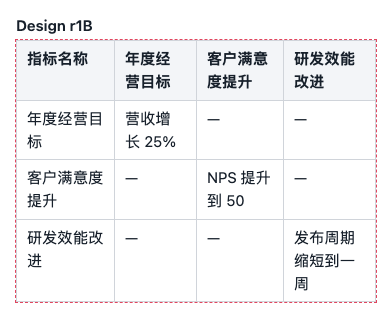 Design r1B
指标名称
年度经
营目标
客户满意
度提升
研发效能
改进
年度经营目
标
营收增
长 25%
—
—
客户满意度
提升
—
NPS 提升
到 50
—
研发效能改
进
—
—
发布周期
缩短到一
周